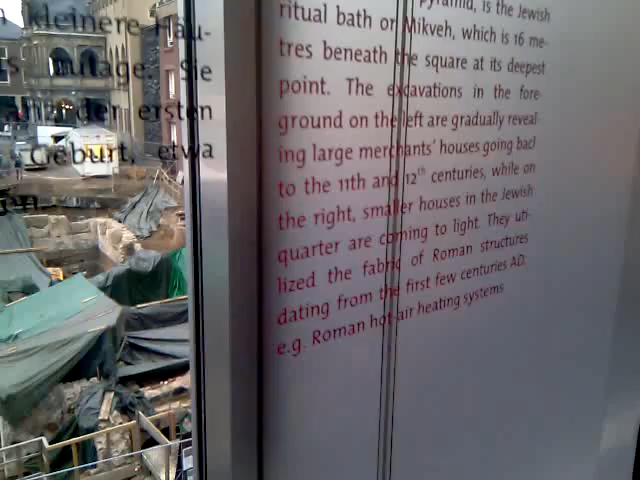 kleinere Häu-
Sie
ersten
Geburt, etwa
pyramid, is the Jewish
ritual bath or Mikveh, which is 16 me-
tres beneath the square at its deepest
point. The excavations in the fore-
ground on the left are gradually reveal-
ing large merchants' houses going back
to the 11th and 12th centuries, while on
the right, smaller houses in the Jewish
quarter are coming to light. They uti-
lized the fabric of Roman structures
dating from the first few centuries AD,
e.g. Roman hot-air heating systems